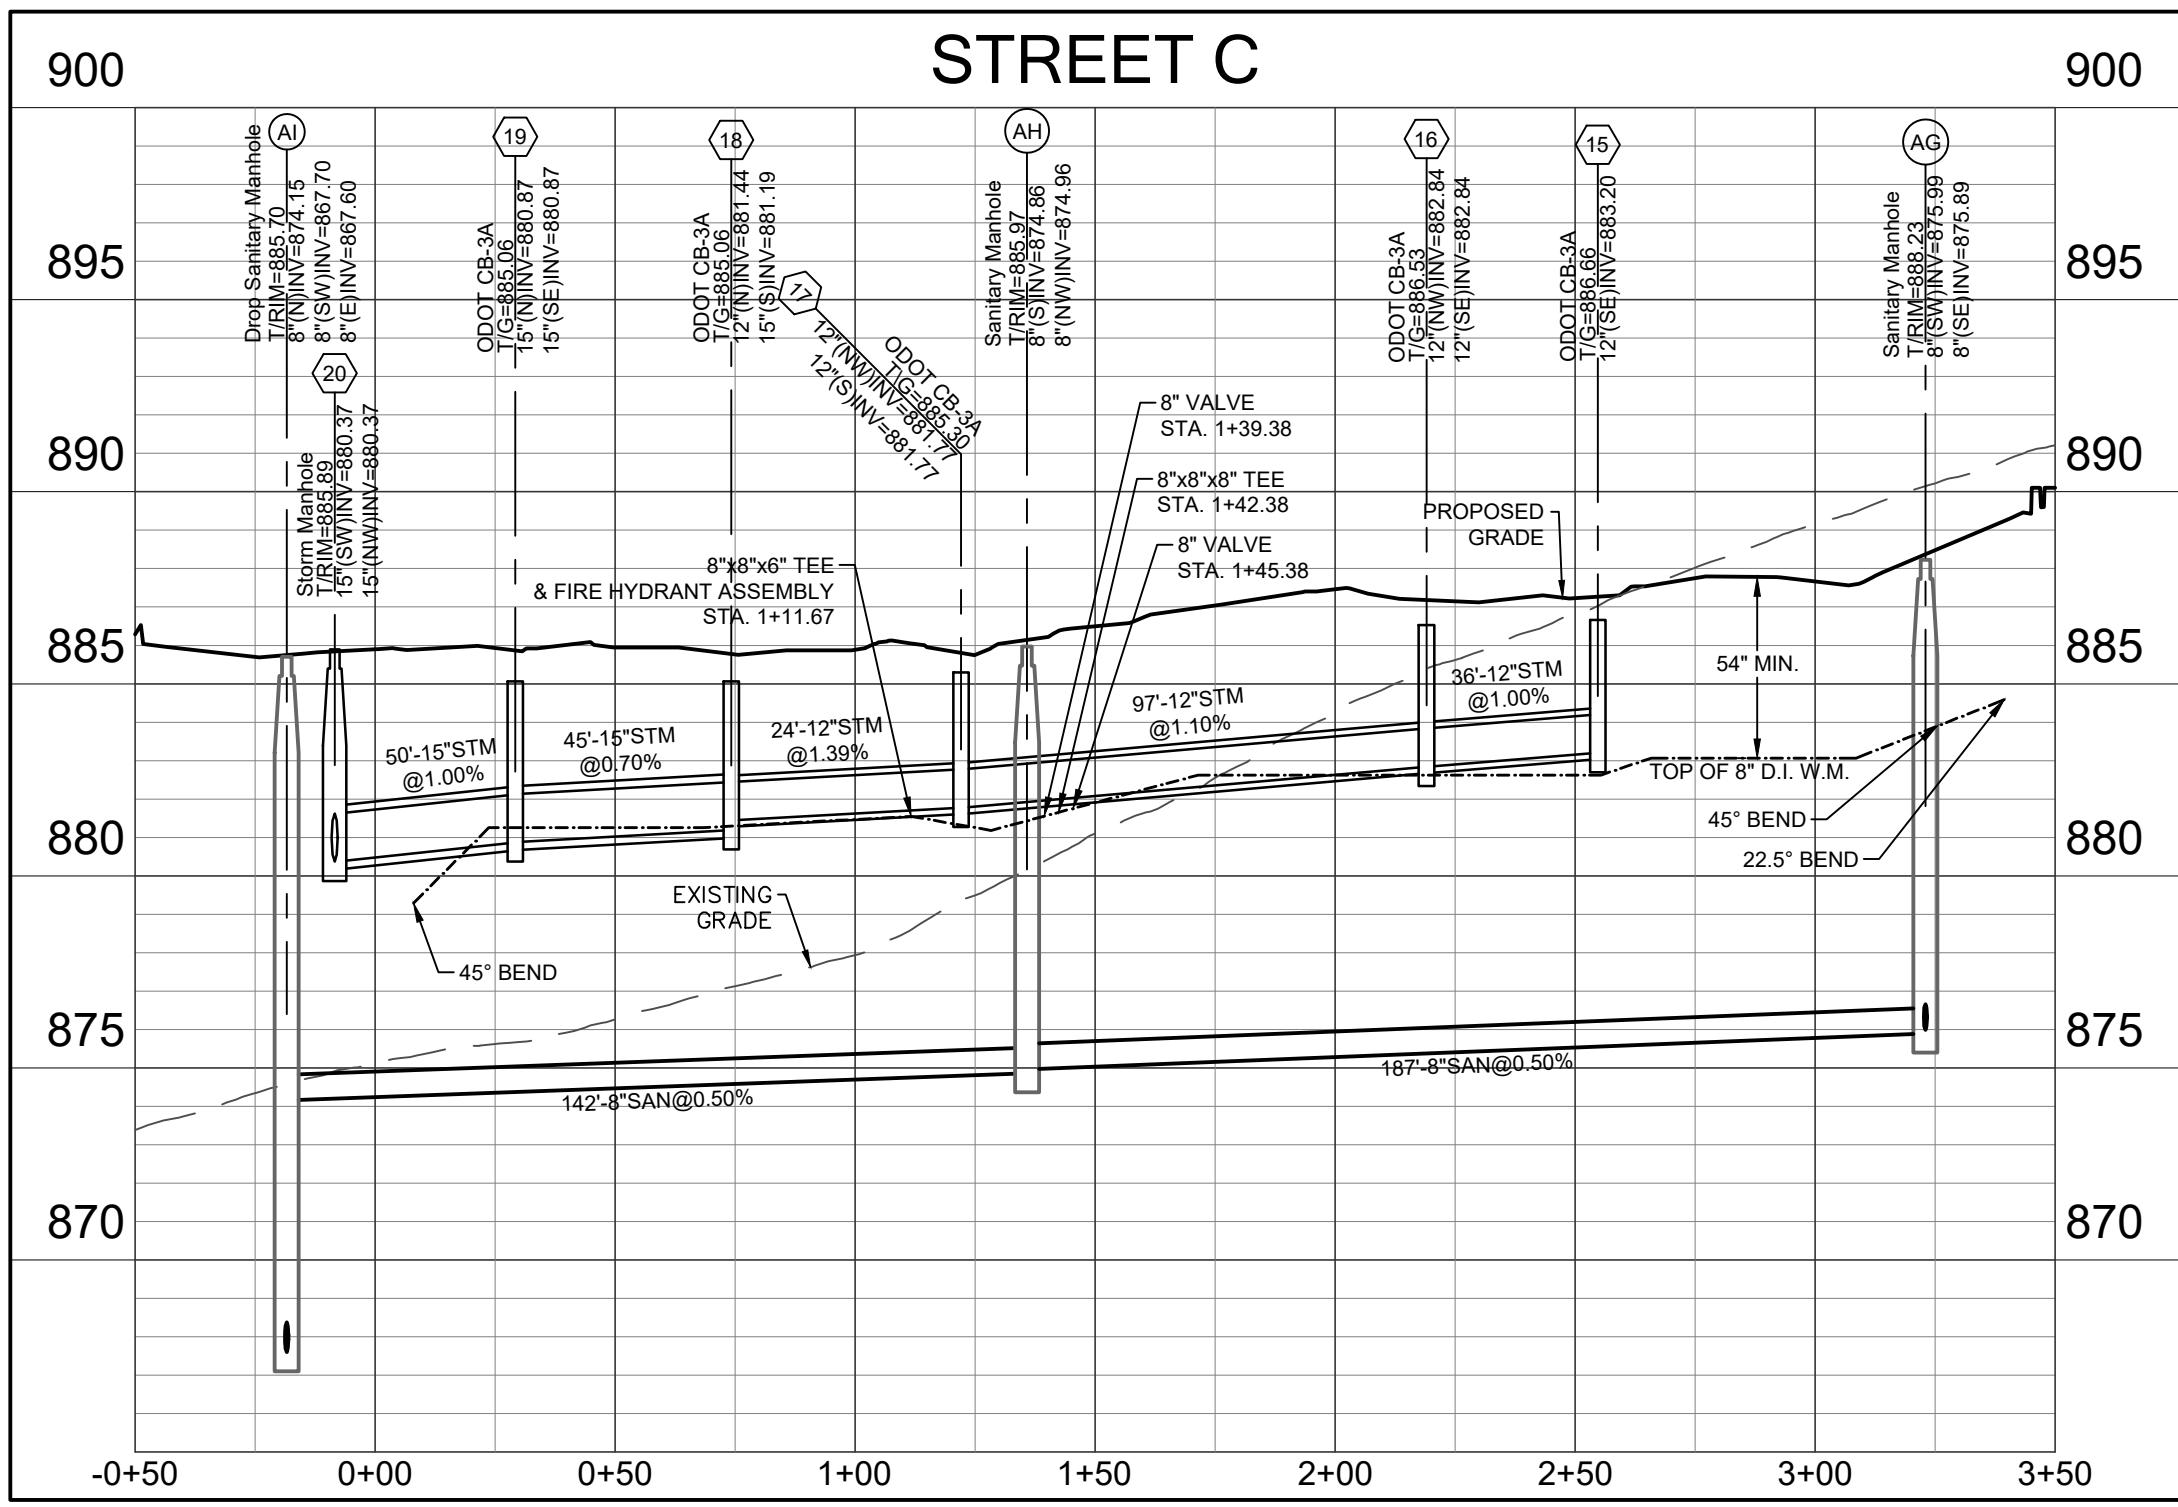 STREET C
900
900
895
895
890
890
885
885
880
880
875
875
870
870
AI
Drop Sanitary Manhole
T/RIM=885.70
8"(N)INV=874.15
8"(SW)INV=867.70
8"(E)INV=867.60
20
Storm Manhole
T/RIM=885.89
15"(SW)INV=880.37
15"(NW)INV=880.37
19
ODOT CB-3A
T/G=885.06
15"(N)INV=880.87
15"(SE)INV=880.87
18
ODOT CB-3A
T/G=885.06
12"(N)INV=881.44
15"(S)INV=881.19
17
ODOT CB-3A
T/G=885.30
12"(NW)INV=881.77
12"(S)INV=881.77
AH
Sanitary Manhole
T/RIM=885.97
8"(S)INV=874.86
8"(NW)INV=874.96
16
ODOT CB-3A
T/G=886.53
12"(NW)INV=882.84
12"(SE)INV=882.84
15
ODOT CB-3A
T/G=886.66
12"(SE)INV=883.20
AG
Sanitary Manhole
T/RIM=888.23
8"(SW)INV=875.99
8"(SE)INV=875.89
8" VALVE
STA. 1+39.38
8"x8"x8" TEE
STA. 1+42.38
8" VALVE
STA. 1+45.38
8"x8"x6" TEE
& FIRE HYDRANT ASSEMBLY
STA. 1+11.67
PROPOSED
GRADE
54" MIN.
50'-15"STM
@1.00%
45'-15"STM
@0.70%
24'-12"STM
@1.39%
97'-12"STM
@1.10%
36'-12"STM
@1.00%
TOP OF 8" D.I. W.M.
45° BEND
22.5° BEND
EXISTING
GRADE
45° BEND
142'-8"SAN@0.50%
187'-8"SAN@0.50%
-0+50
0+00
0+50
1+00
1+50
2+00
2+50
3+00
3+50